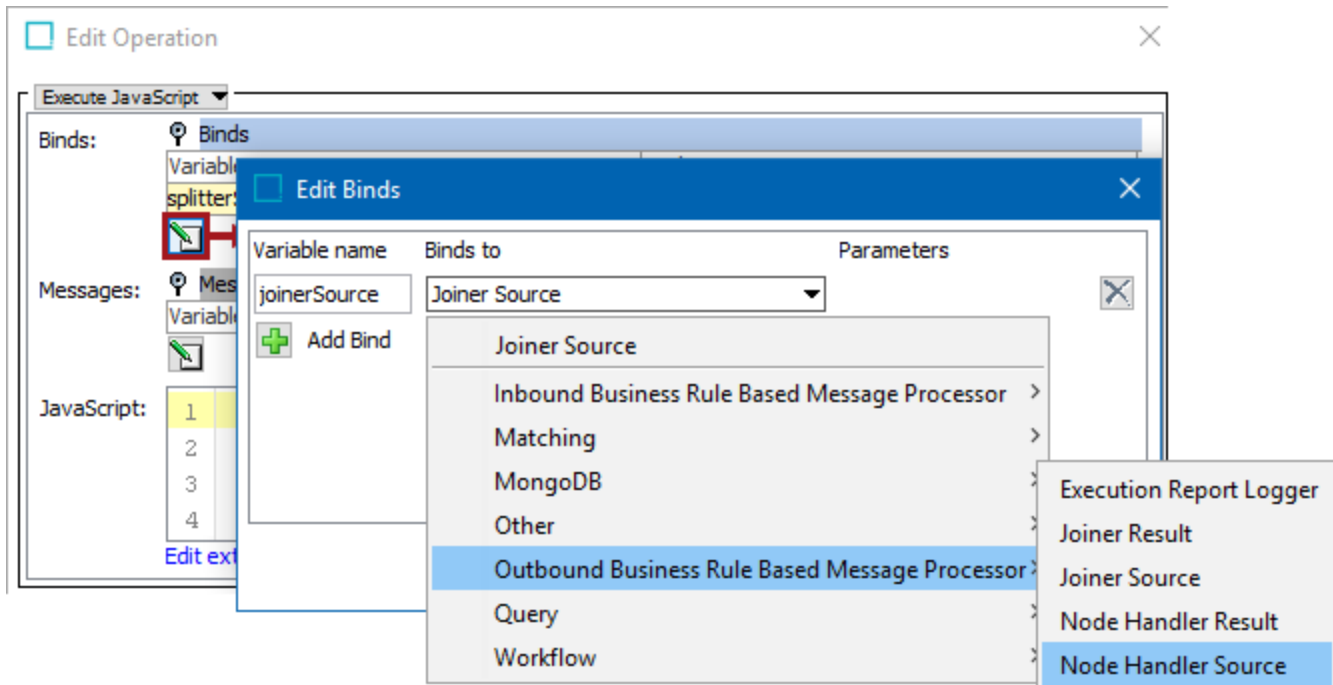 Edit Operation
Execute JavaScript
Binds:
Binds
Variabl
splitter
Edit Binds
Variable name Binds to Parameters
joinerSource Joiner Source
Add Bind
Messages:
Mes
Variabl
JavaScript:
1
2
3
4
Edit ext
Joiner Source
Inbound Business Rule Based Message Processor
Matching
MongoDB
Other
Outbound Business Rule Based Message Processor
Query
Workflow
Execution Report Logger
Joiner Result
Joiner Source
Node Handler Result
Node Handler Source